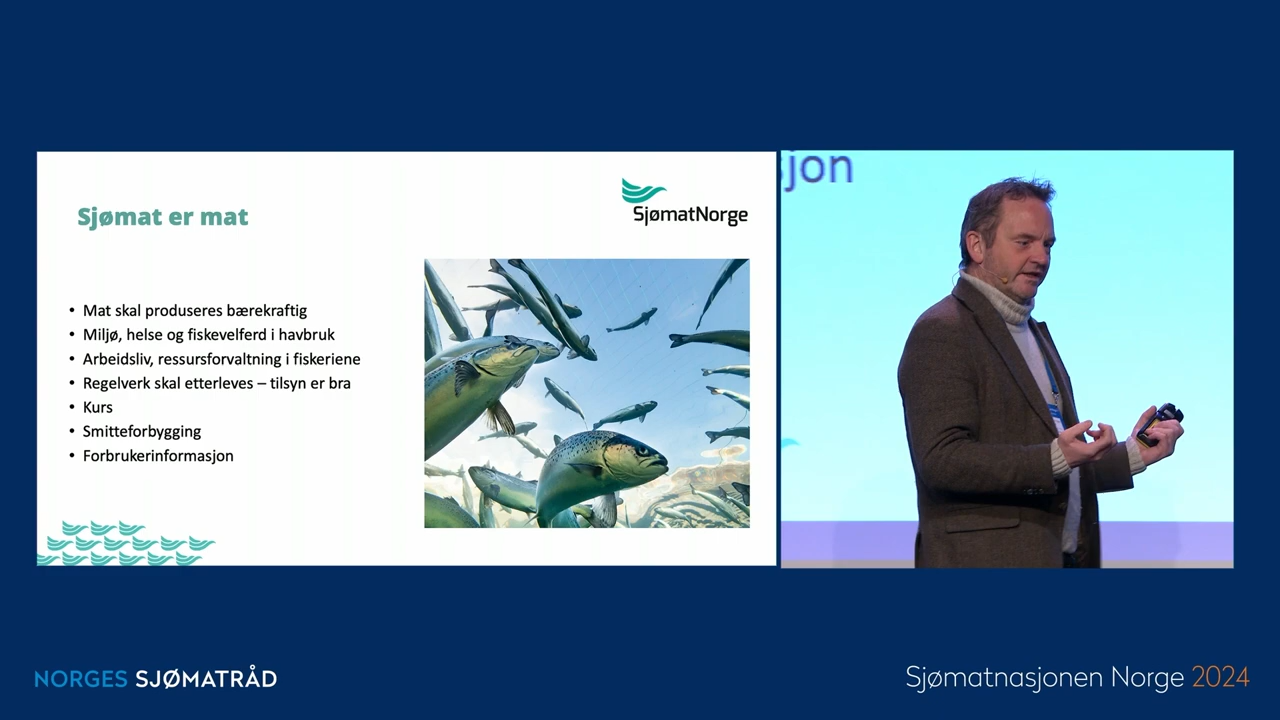 Sjømat er mat
SjømatNorge
• Mat skal produseres bærekraftig
• Miljø, helse og fiskevelferd i havbruk
• Arbeidsliv, ressursforvaltning i fiskeriene
• Regelverk skal etterleves – tilsyn er bra
• Kurs
• Smitteforbygging
• Forbrukerinformasjon
sjon
NORGES SJØMATRÅD
Sjømatnasjonen Norge 2024